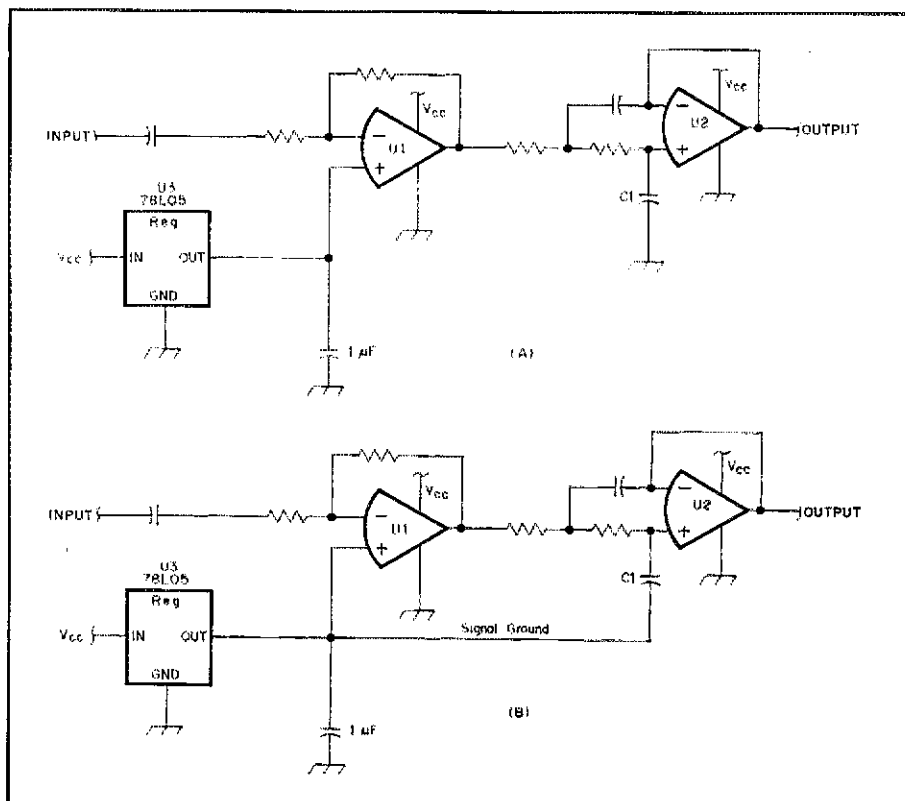 Vcc
Vcc
INPUT
-
U1
+
-
U2
+
OUTPUT
U3
78L05
Reg
C1
Vcc
IN
OUT
GND
1 µF
(A)
Vcc
Vcc
INPUT
-
U1
+
-
U2
+
OUTPUT
U3
78L05
Reg
C1
Vcc
IN
OUT
Signal Ground
GND
1 µF
(B)